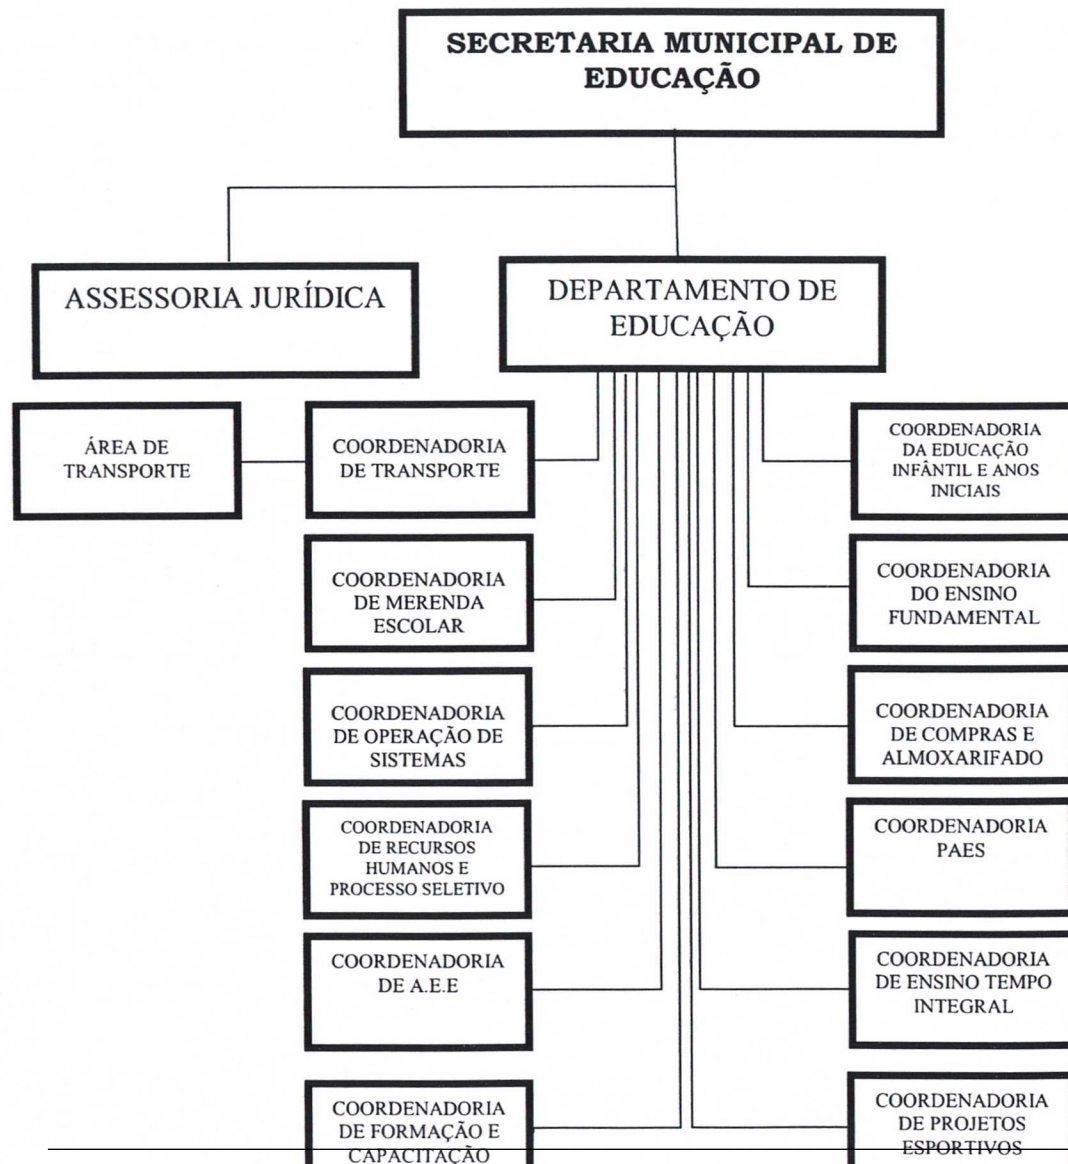 SECRETARIA MUNICIPAL DE
EDUCAÇÃO
ASSESSORIA JURÍDICA
DEPARTAMENTO DE
EDUCAÇÃO
ÁREA DE
TRANSPORTE
COORDENADORIA
DE TRANSPORTE
COORDENADORIA
DA EDUCAÇÃO
INFÂNTIL E ANOS
INICIAIS
COORDENADORIA
DE MERENDA
ESCOLAR
COORDENADORIA
DO ENSINO
FUNDAMENTAL
COORDENADORIA
DE OPERAÇÃO DE
SISTEMAS
COORDENADORIA
DE COMPRAS E
ALMOXARIFADO
COORDENADORIA
DE RECURSOS
HUMANOS E
PROCESSO SELETIVO
COORDENADORIA
PAES
COORDENADORIA
DE A.E.E
COORDENADORIA
DE ENSINO TEMPO
INTEGRAL
COORDENADORIA
DE FORMAÇÃO E
CAPACITAÇÃO
COORDENADORIA
DE PROJETOS
ESPORTIVOS